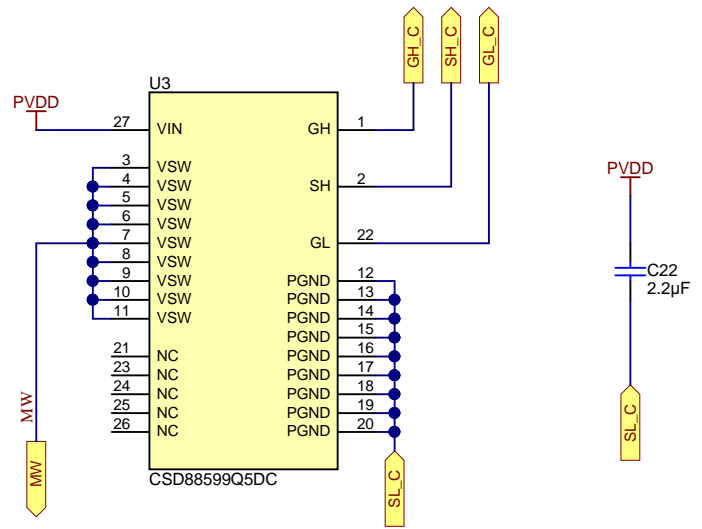 GH_C
SH_C
GL_C
U3
PVDD
27 VIN GH 1
3 VSW
4 VSW SH 2
5 VSW
6 VSW
7 VSW GL 22
8 VSW
9 VSW PGND 12
10 VSW PGND 13
11 VSW PGND 14
PGND 15
21 NC PGND 16
23 NC PGND 17
24 NC PGND 18
25 NC PGND 19
26 NC PGND 20
MW
MW
CSD88599Q5DC
SL_C
PVDD
C22
2.2µF
SL_C